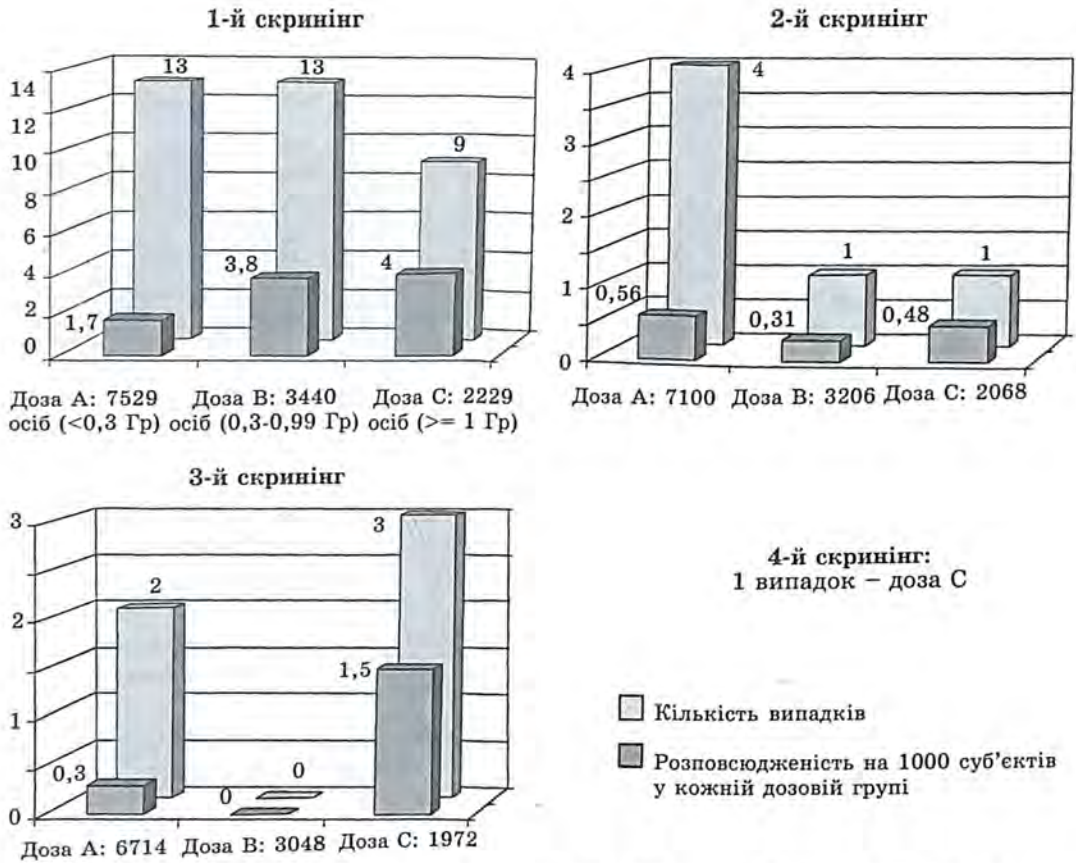 1-й скринінг
14
12
10
8
6
4
2
0
13
13
9
1,7
3,8
4
Доза А: 7529 Доза В: 3440 Доза С: 2229
осіб (<0,3 Гр) осіб (0,3-0,99 Гр) осіб (>= 1 Гр)
2-й скринінг
4
3
2
1
0
4
1
1
0,56
0,31
0,48
Доза А: 7100 Доза В: 3206 Доза С: 2068
3-й скринінг
3
2
1
0
2
0
3
0,3
0
1,5
Доза А: 6714 Доза В: 3048 Доза С: 1972
4-й скринінг:
1 випадок – доза С
Кількість випадків
Розповсюдженість на 1000 суб'єктів
у кожній дозовій групі